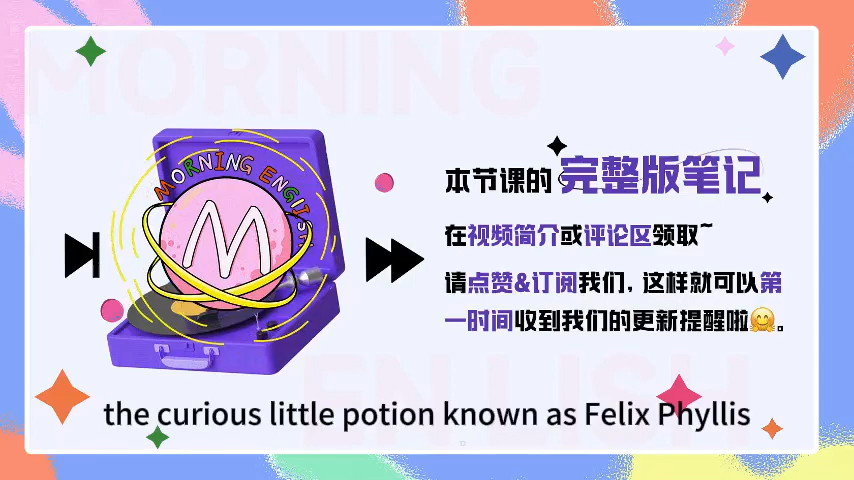 MORNING
MORNING ENGLISH
M
本节课的 完整版笔记
在视频简介或评论区领取~
请点赞&订阅我们，这样就可以第
一时间收到我们的更新提醒啦🤗。
the curious little potion known as Felix Phyllis